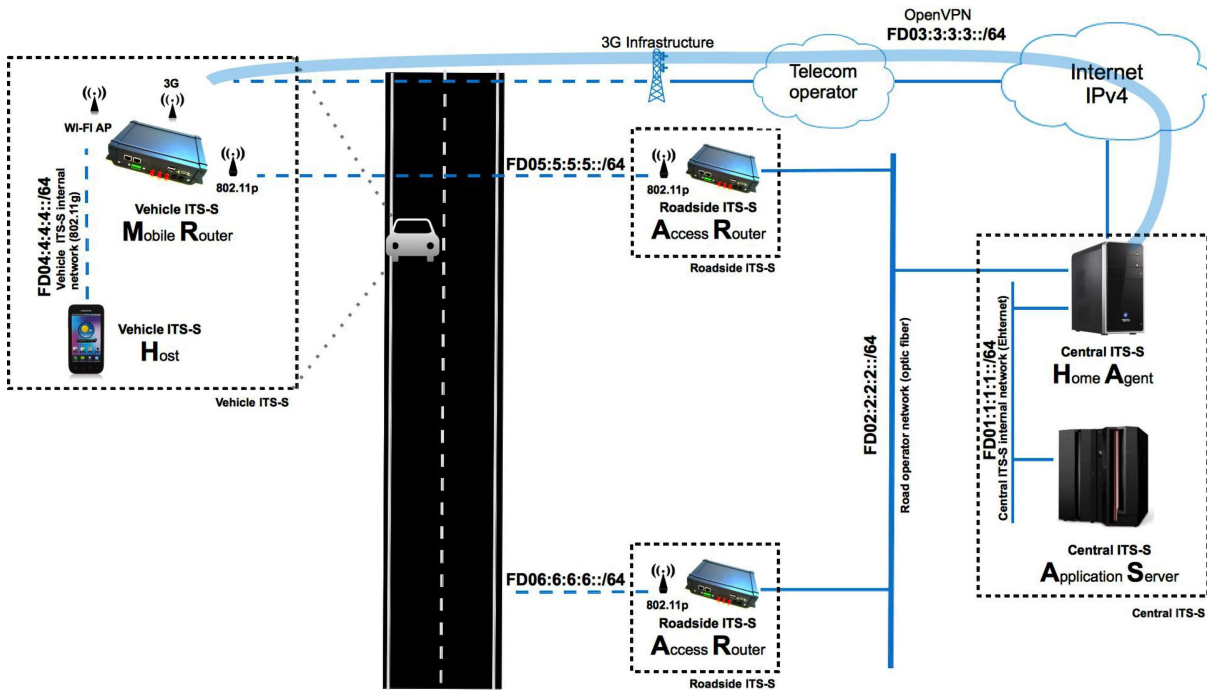 OpenVPN
FD03:3:3:3::/64
3G Infrastructure
Telecom
operator
Internet
IPv4
3G
WI-FI AP
802.11p
Vehicle ITS-S
Mobile Router
FD04:4:4:4::/64
Vehicle ITS-S internal
network (802.11g)
Vehicle ITS-S
Host
Vehicle ITS-S
FD05:5:5:5::/64
802.11p
Roadside ITS-S
Access Router
Roadside ITS-S
FD02:2:2:2::/64
Road operator network (optic fiber)
FD01:1:1:1::/64
Central ITS-S internal network (Ehternet)
Central ITS-S
Home Agent
Central ITS-S
Application Server
Central ITS-S
FD06:6:6:6::/64
802.11p
Roadside ITS-S
Access Router
Roadside ITS-S